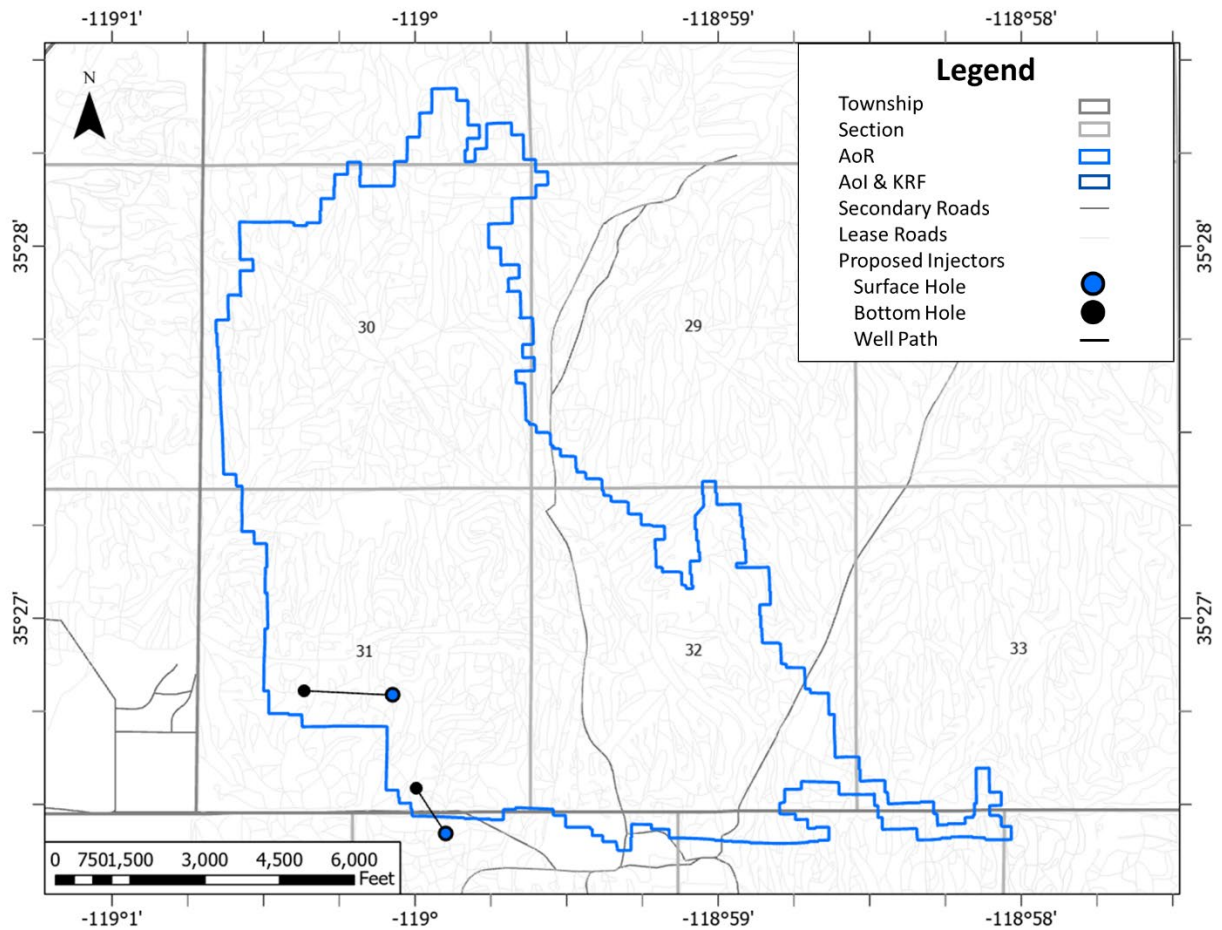 -119°1' -119° -118°59' -118°58'
N
Legend
Township
Section
AoR
AoI & KRF
Secondary Roads
Lease Roads
Proposed Injectors
Surface Hole
Bottom Hole
Well Path
35°28' 35°28'
30 29
35°27' 35°27'
31 32 33
0 750 1,500 3,000 4,500 6,000
Feet
-119°1' -119° -118°59' -118°58'